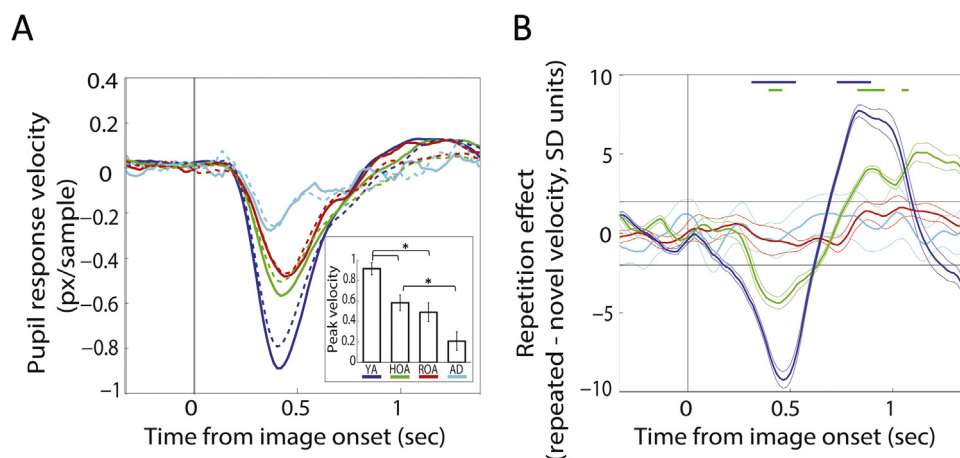 A
Pupil response velocity
(px/sample)
0.4
0.2
0
−0.2
−0.4
−0.6
−0.8
−1
0
0.5
1
Time from image onset (sec)
Peak velocity
1
0.8
0.6
0.4
0.2
0
*
*
*
YA HOA ROA AD
B
Repetition effect
(repeated - novel velocity, SD units)
10
5
0
−5
−10
0
0.5
1
Time from image onset (sec)